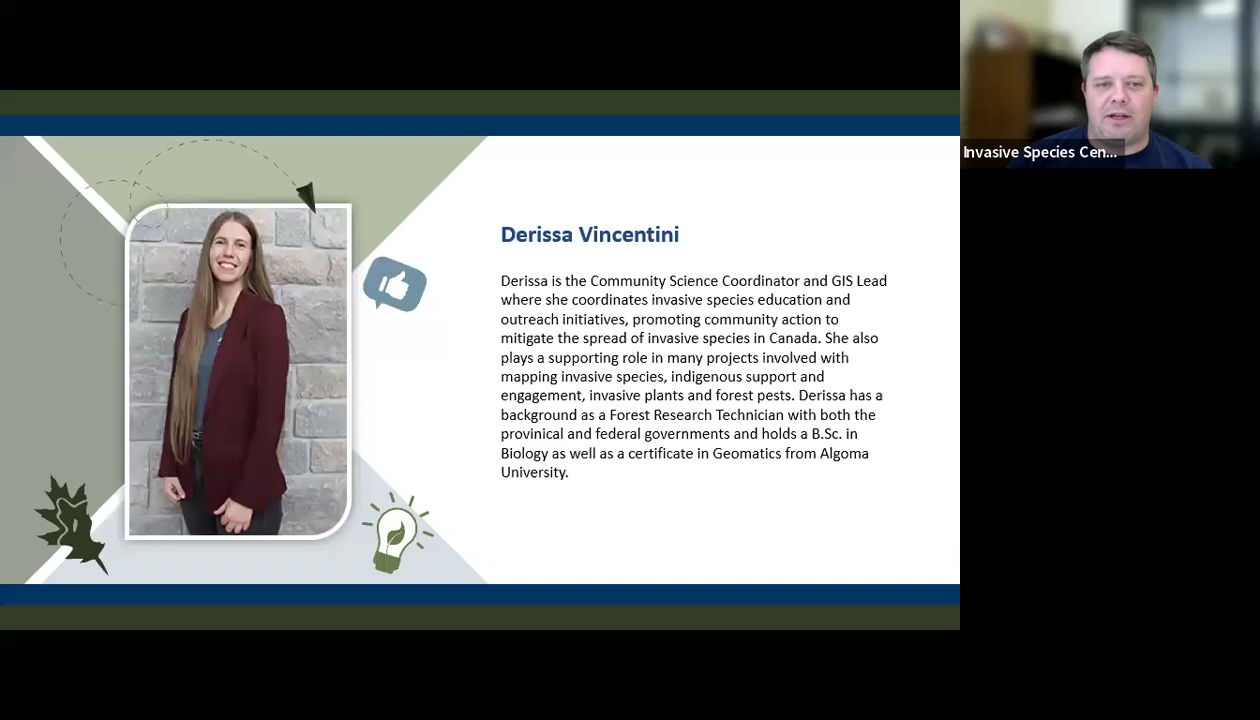 Invasive Species Cen...
Derissa Vincentini
Derissa is the Community Science Coordinator and GIS Lead
where she coordinates invasive species education and
outreach initiatives, promoting community action to
mitigate the spread of invasive species in Canada. She also
plays a supporting role in many projects involved with
mapping invasive species, indigenous support and
engagement, invasive plants and forest pests. Derissa has a
background as a Forest Research Technician with both the
provinical and federal governments and holds a B.Sc. in
Biology as well as a certificate in Geomatics from Algoma
University.